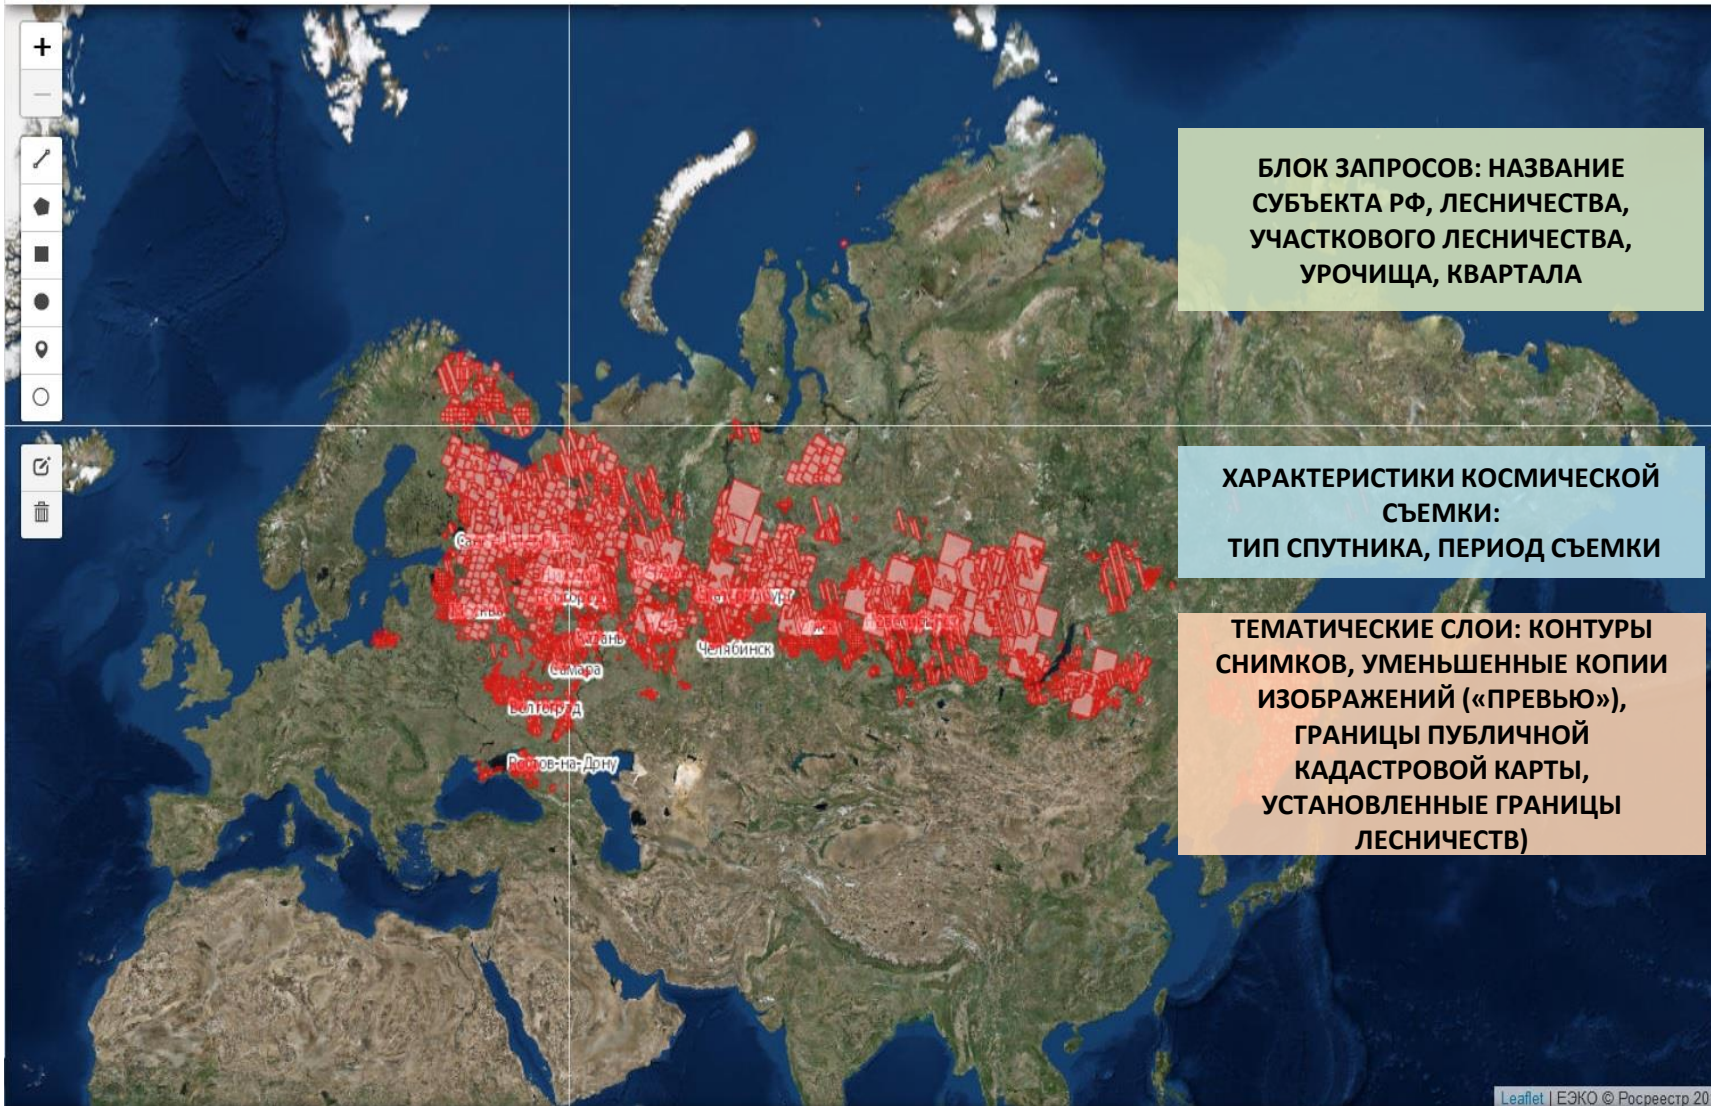 БЛОК ЗАПРОСОВ: НАЗВАНИЕ
СУБЪЕКТА РФ, ЛЕСНИЧЕСТВА,
УЧАСТКОВОГО ЛЕСНИЧЕСТВА,
УРОЧИЩА, КВАРТАЛА
ХАРАКТЕРИСТИКИ КОСМИЧЕСКОЙ
СЪЕМКИ:
ТИП СПУТНИКА, ПЕРИОД СЪЕМКИ
ТЕМАТИЧЕСКИЕ СЛОИ: КОНТУРЫ
СНИМКОВ, УМЕНЬШЕННЫЕ КОПИИ
ИЗОБРАЖЕНИЙ («ПРЕВЬЮ»),
ГРАНИЦЫ ПУБЛИЧНОЙ
КАДАСТРОВОЙ КАРТЫ,
УСТАНОВЛЕННЫЕ ГРАНИЦЫ
ЛЕСНИЧЕСТВ)
Челябинск
Самара
Волгоград
Ростов-на-Дону
Leaflet | ЕЭКО © Росреестр 20